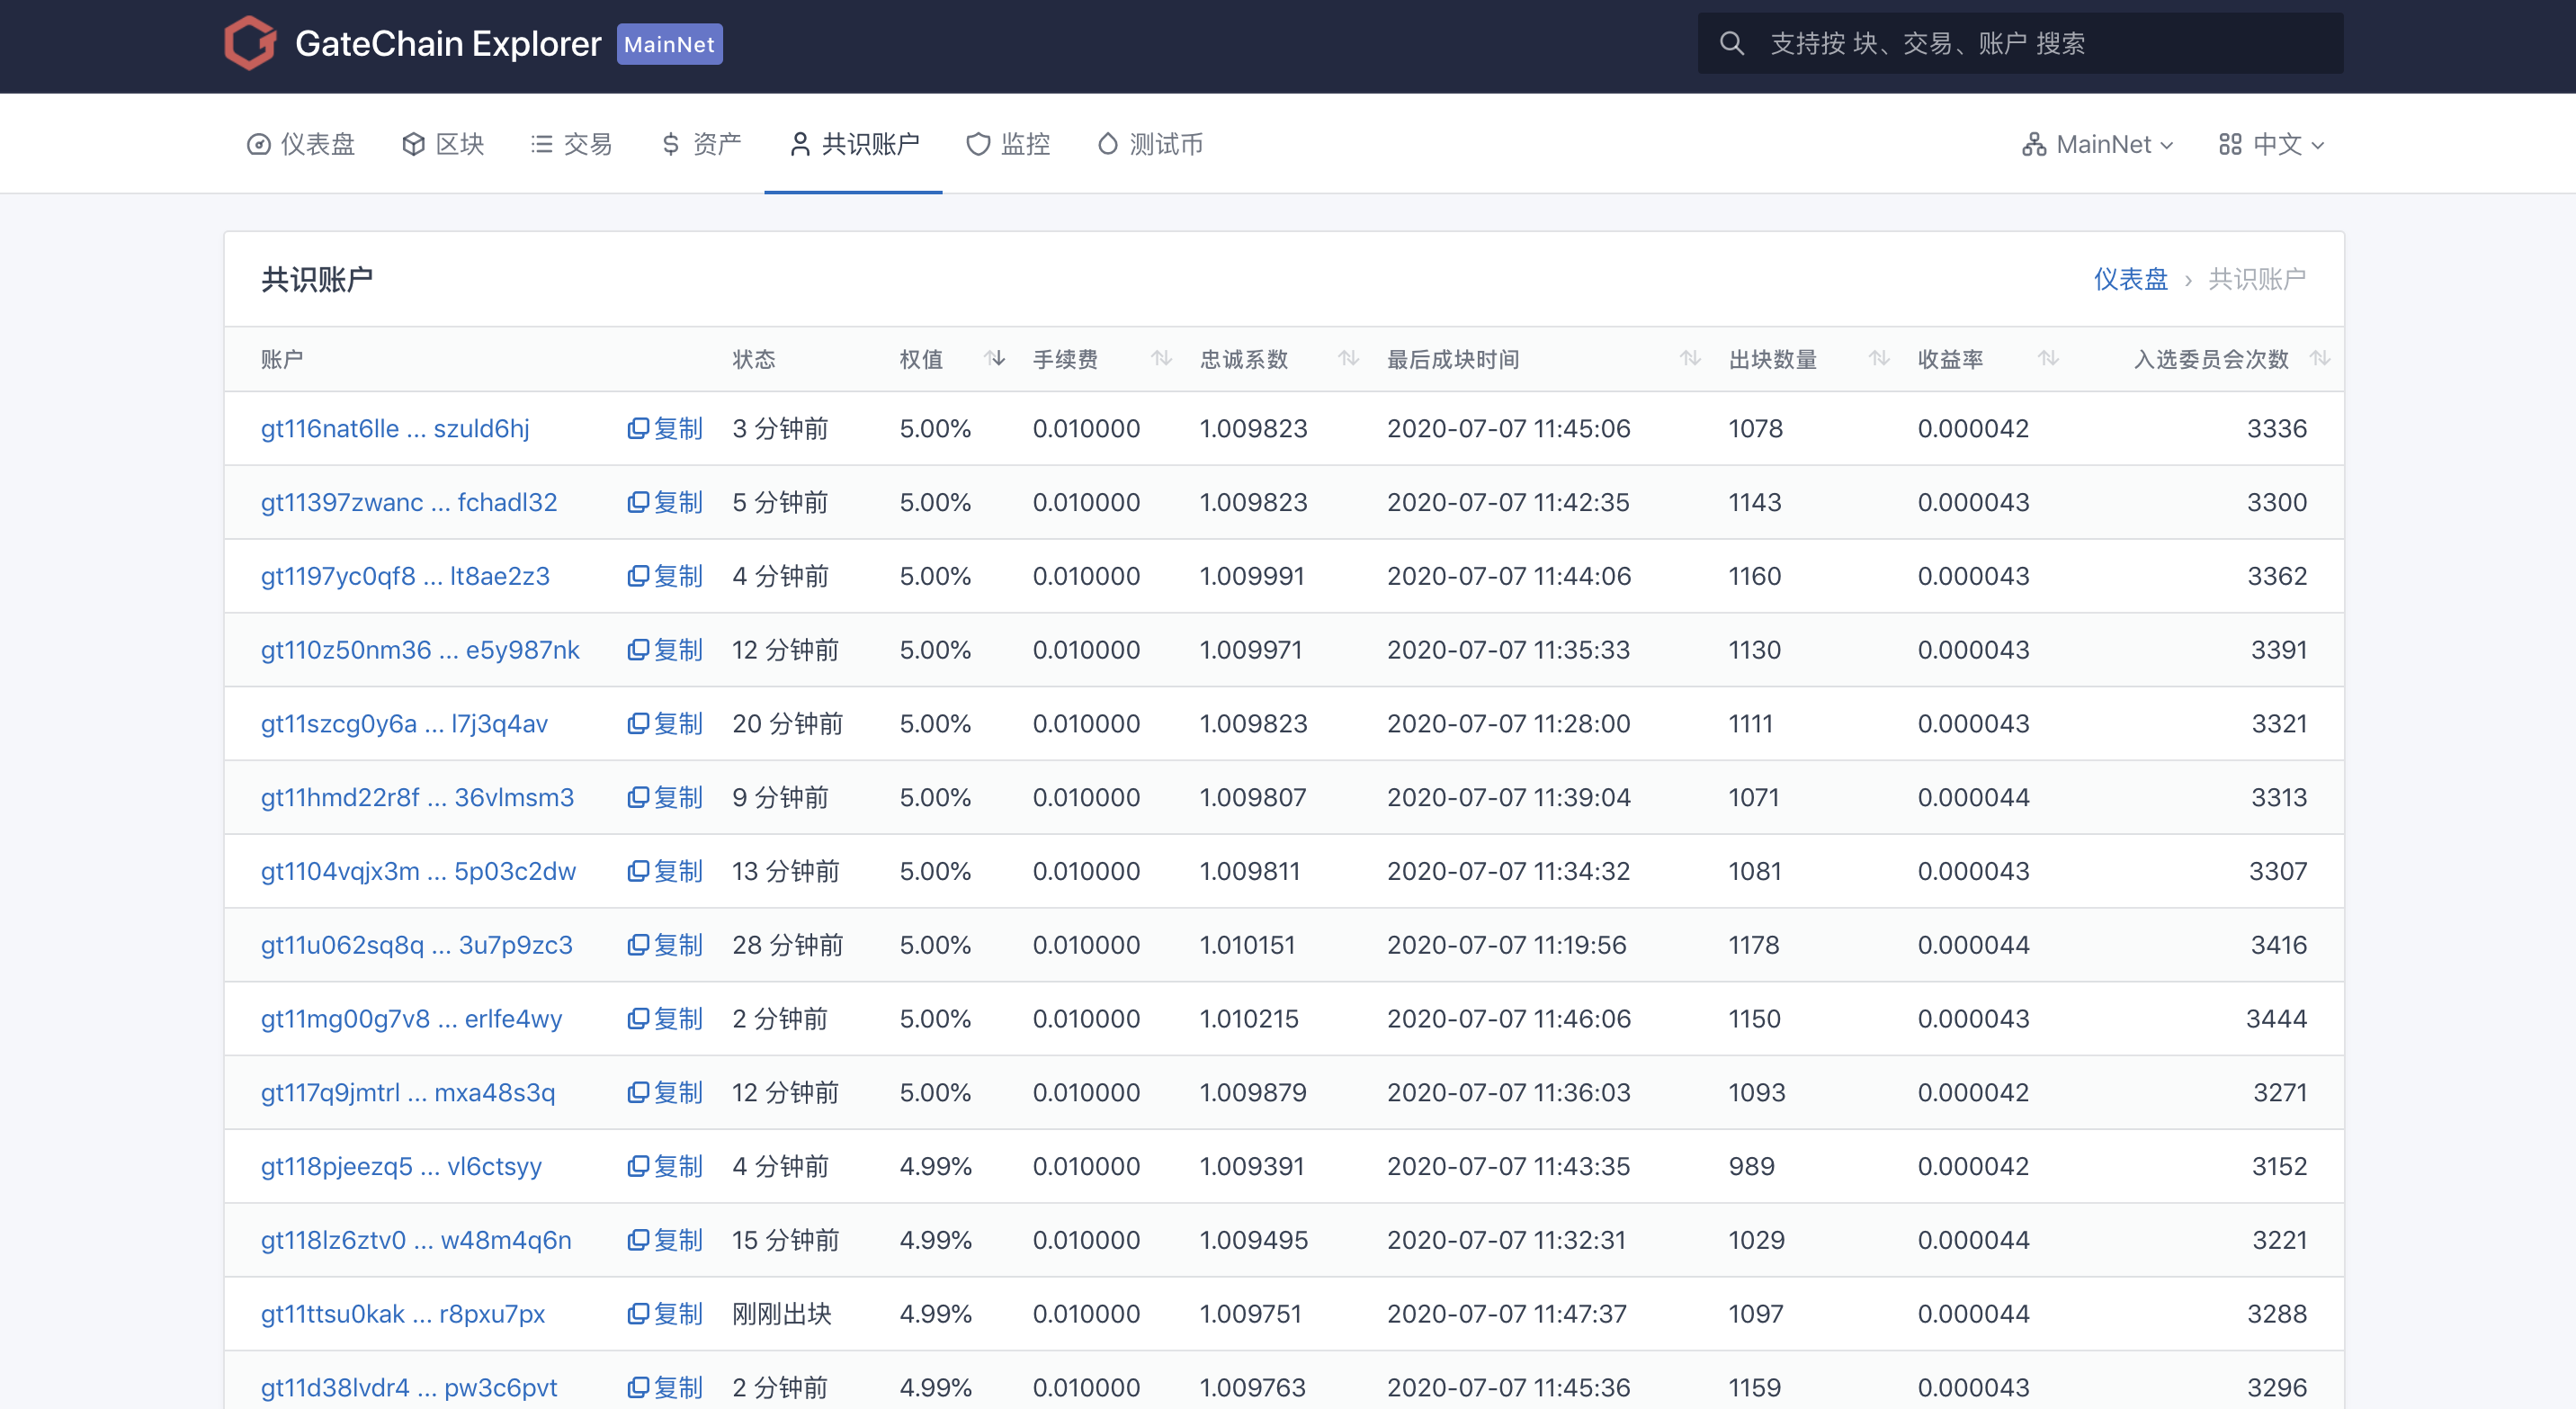 GateChain Explorer MainNet 支持按 块、交易、账户 搜索
仪表盘 区块 交易 资产 共识账户 监控 测试币 MainNet 中文
共识账户 仪表盘 › 共识账户
账户 状态 权值 手续费 忠诚系数 最后成块时间 出块数量 收益率 入选委员会次数
gt116nat6lle ... szuld6hj 复制 3 分钟前 5.00% 0.010000 1.009823 2020-07-07 11:45:06 1078 0.000042 3336
gt11397zwanc ... fchadl32 复制 5 分钟前 5.00% 0.010000 1.009823 2020-07-07 11:42:35 1143 0.000043 3300
gt1197yc0qf8 ... lt8ae2z3 复制 4 分钟前 5.00% 0.010000 1.009991 2020-07-07 11:44:06 1160 0.000043 3362
gt110z50nm36 ... e5y987nk 复制 12 分钟前 5.00% 0.010000 1.009971 2020-07-07 11:35:33 1130 0.000043 3391
gt11szcg0y6a ... l7j3q4av 复制 20 分钟前 5.00% 0.010000 1.009823 2020-07-07 11:28:00 1111 0.000043 3321
gt11hmd22r8f ... 36vlmsm3 复制 9 分钟前 5.00% 0.010000 1.009807 2020-07-07 11:39:04 1071 0.000044 3313
gt1104vqjx3m ... 5p03c2dw 复制 13 分钟前 5.00% 0.010000 1.009811 2020-07-07 11:34:32 1081 0.000043 3307
gt11u062sq8q ... 3u7p9zc3 复制 28 分钟前 5.00% 0.010000 1.010151 2020-07-07 11:19:56 1178 0.000044 3416
gt11mg00g7v8 ... erlfe4wy 复制 2 分钟前 5.00% 0.010000 1.010215 2020-07-07 11:46:06 1150 0.000043 3444
gt117q9jmtrl ... mxa48s3q 复制 12 分钟前 5.00% 0.010000 1.009879 2020-07-07 11:36:03 1093 0.000042 3271
gt118pjeezq5 ... vl6ctsyy 复制 4 分钟前 4.99% 0.010000 1.009391 2020-07-07 11:43:35 989 0.000042 3152
gt118lz6ztv0 ... w48m4q6n 复制 15 分钟前 4.99% 0.010000 1.009495 2020-07-07 11:32:31 1029 0.000044 3221
gt11ttsu0kak ... r8pxu7px 复制 刚刚出块 4.99% 0.010000 1.009751 2020-07-07 11:47:37 1097 0.000044 3288
gt11d38lvdr4 ... pw3c6pvt 复制 2 分钟前 4.99% 0.010000 1.009763 2020-07-07 11:45:36 1159 0.000043 3296